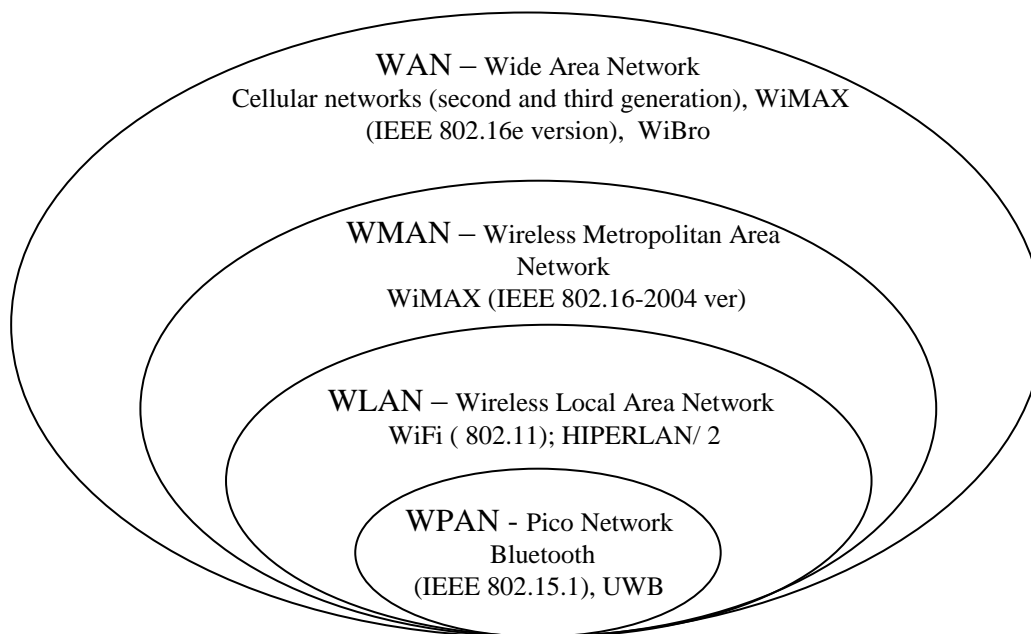 WAN – Wide Area Network
Cellular networks (second and third generation), WiMAX
(IEEE 802.16e version), WiBro
WMAN – Wireless Metropolitan Area
Network
WiMAX (IEEE 802.16-2004 ver)
WLAN – Wireless Local Area Network
WiFi ( 802.11); HIPERLAN/ 2
WPAN - Pico Network
Bluetooth
(IEEE 802.15.1), UWB